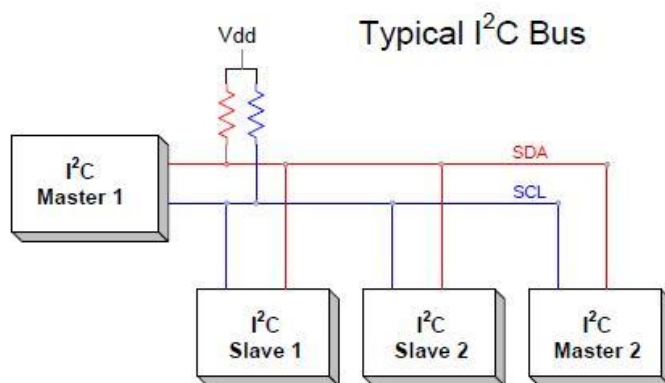 Typical I²C Bus
Vdd
I²C
Master 1
SDA
SCL
I²C
Slave 1
I²C
Slave 2
I²C
Master 2